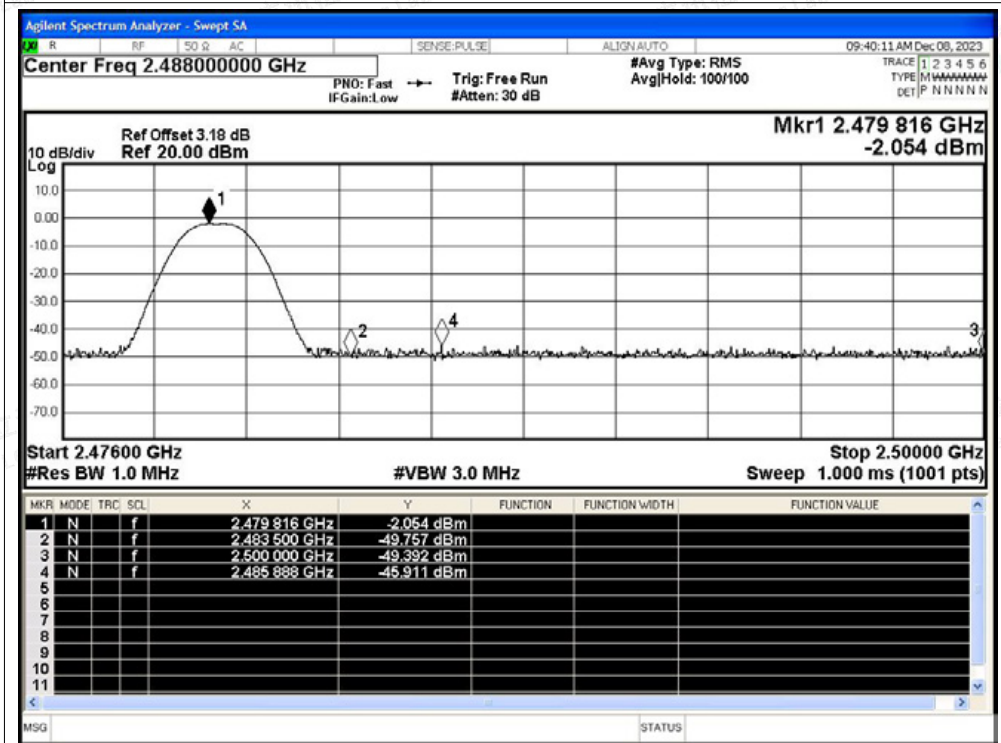 Agilent Spectrum Analyzer - Swept SA
LXI R RF 50 Ω AC SENSE:PULSE ALIGN AUTO 09:40:11 AM Dec 08, 2023
Center Freq 2.488000000 GHz
PNO: Fast
IFGain:Low
Trig: Free Run
#Atten: 30 dB
#Avg Type: RMS
Avg|Hold: 100/100
TRACE 1 2 3 4 5 6
TYPE M WWWWW
DET P N N N N N
Ref Offset 3.18 dB
10 dB/div Ref 20.00 dBm
Log
Mkr1 2.479 816 GHz
-2.054 dBm
10.0
0.00
-10.0
-20.0
-30.0
-40.0
-50.0
-60.0
-70.0
1
2
4
3
Start 2.47600 GHz Stop 2.50000 GHz
#Res BW 1.0 MHz #VBW 3.0 MHz Sweep 1.000 ms (1001 pts)
MKR MODE TRC SCL X Y FUNCTION FUNCTION WIDTH FUNCTION VALUE
1 N f 2.479 816 GHz -2.054 dBm
2 N f 2.483 500 GHz -49.757 dBm
3 N f 2.500 000 GHz -49.392 dBm
4 N f 2.485 888 GHz -45.911 dBm
5
6
7
8
9
10
11
MSG STATUS